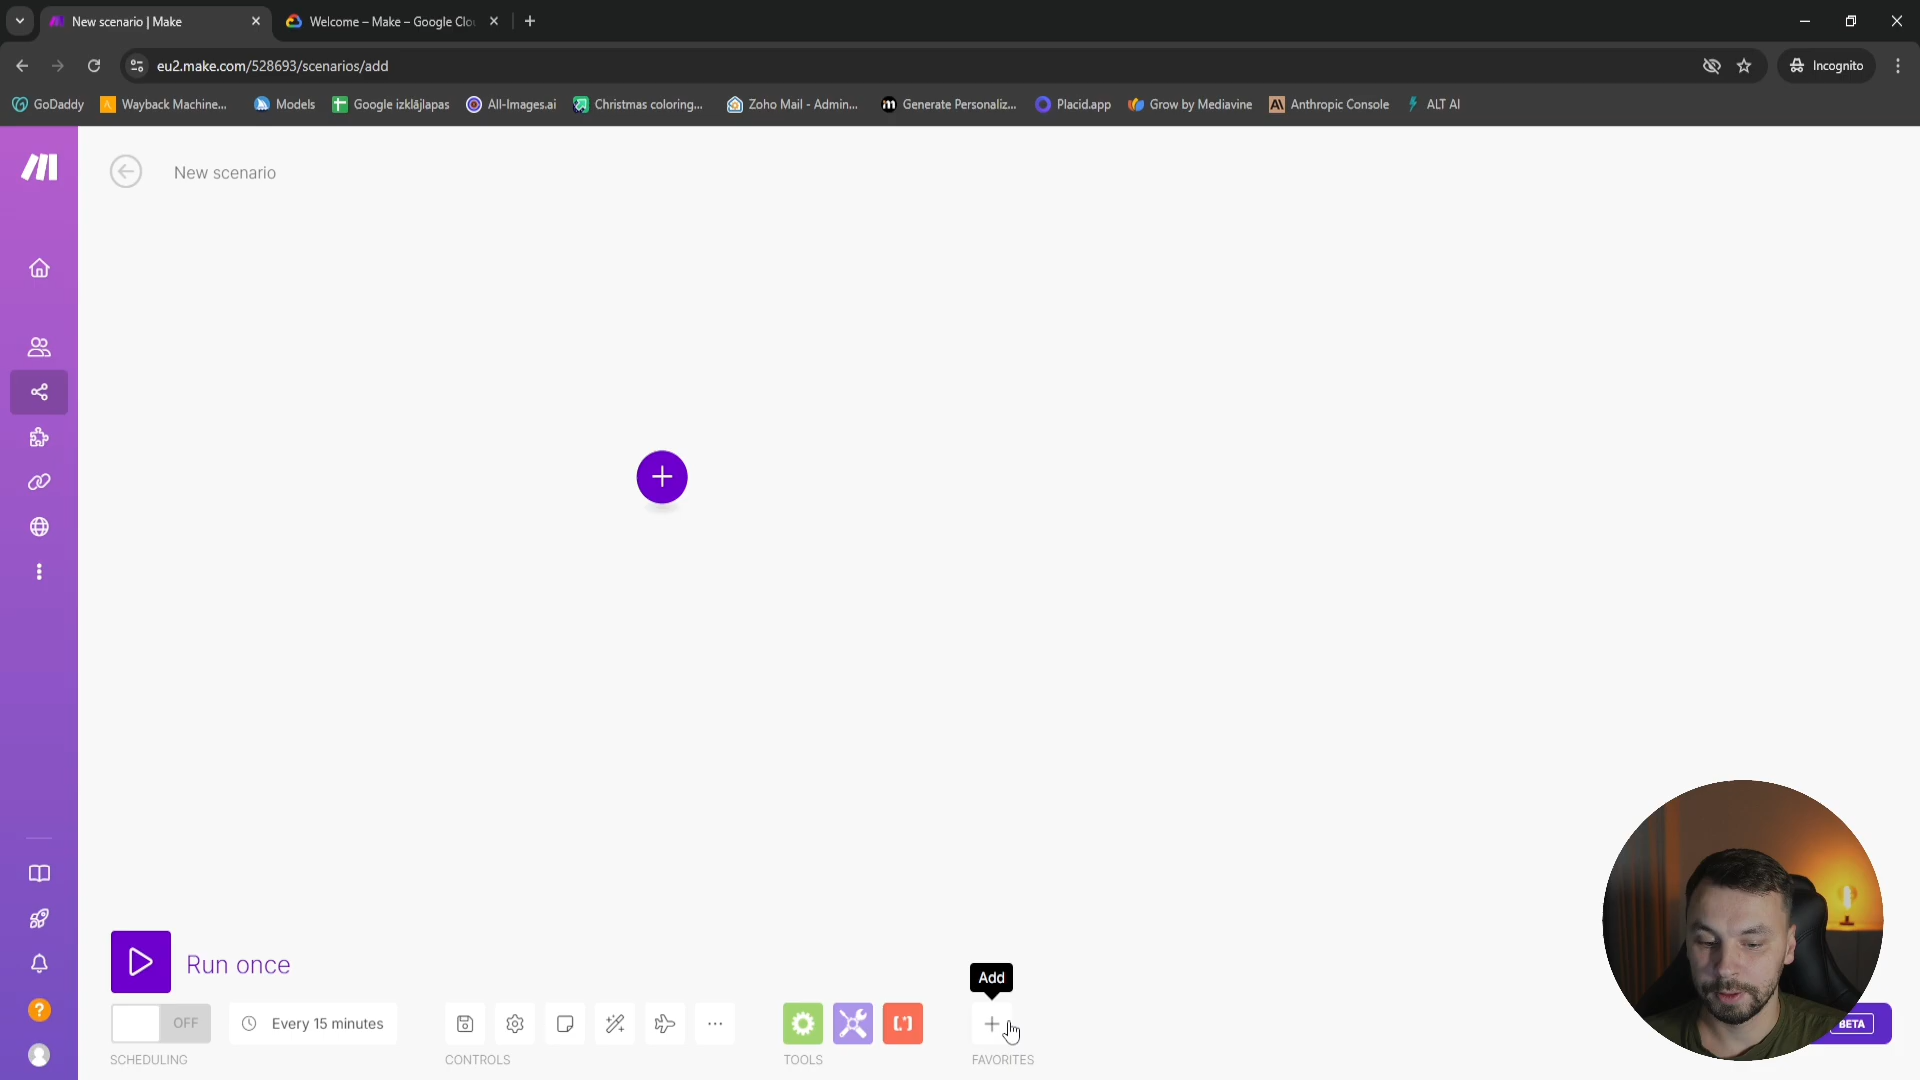 New scenario | Make
Welcome – Make – Google Clou
eu2.make.com/528693/scenarios/add
Incognito
GoDaddy
Wayback Machine...
Models
Google izklājlapas
All-Images.ai
Christmas coloring...
Zoho Mail - Admin...
Generate Personaliz...
Placid.app
Grow by Mediavine
Anthropic Console
ALT AI
New scenario
Run once
Add
OFF
Every 15 minutes
BETA
SCHEDULING
CONTROLS
TOOLS
FAVORITES